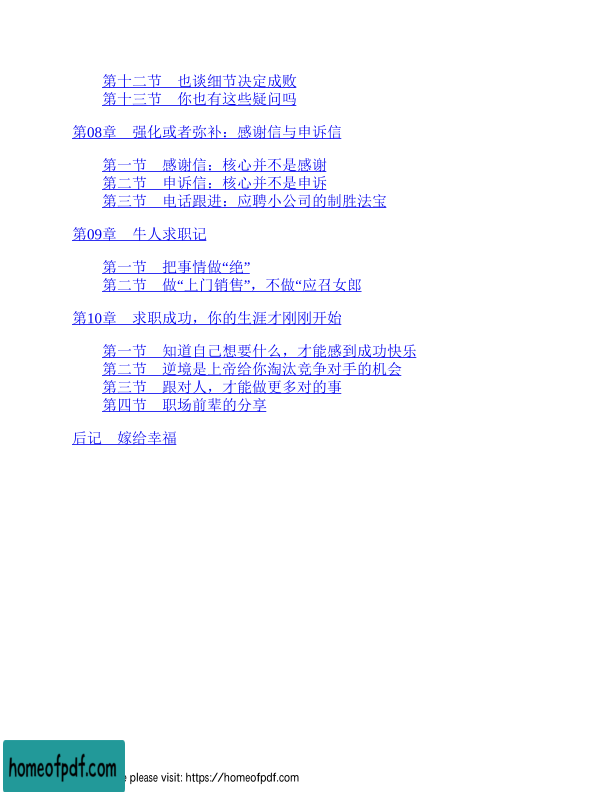 第十二节　也谈细节决定成败
第十三节　你也有这些疑问吗
第08章　强化或者弥补：感谢信与申诉信
第一节　感谢信：核心并不是感谢
第二节　申诉信：核心并不是申诉
第三节　电话跟进：应聘小公司的制胜法宝
第09章　牛人求职记
第一节　把事情做“绝”
第二节　做“上门销售”，不做“应召女郎
第10章　求职成功，你的生涯才刚刚开始
第一节　知道自己想要什么，才能感到成功快乐
第二节　逆境是上帝给你淘汰竞争对手的机会
第三节　跟对人，才能做更多对的事
第四节　职场前辈的分享
后记　嫁给幸福
homeofpdf.com
e please visit: https://homeofpdf.com